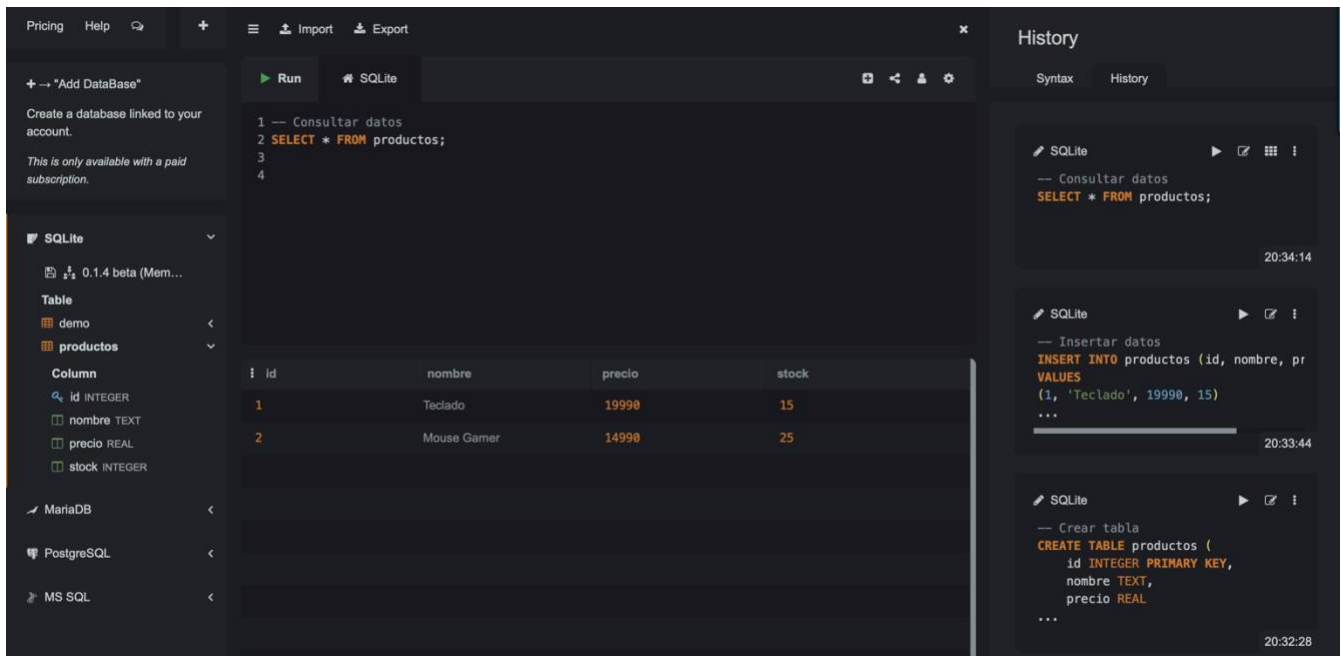 Pricing Help
+ → "Add DataBase"
Create a database linked to your
account.
This is only available with a paid
subscription.
SQLite
0.1.4 beta (Mem...
Table
demo
productos
Column
id INTEGER
nombre TEXT
precio REAL
stock INTEGER
MariaDB
PostgreSQL
MS SQL
Import Export
Run SQLite
1 -- Consultar datos
2 SELECT * FROM productos;
3
4
id nombre precio stock
1 Teclado 19990 15
2 Mouse Gamer 14990 25
History
Syntax History
SQLite
-- Consultar datos
SELECT * FROM productos;
20:34:14
SQLite
-- Insertar datos
INSERT INTO productos (id, nombre, pr
VALUES
(1, 'Teclado', 19990, 15)
...
20:33:44
SQLite
-- Crear tabla
CREATE TABLE productos (
id INTEGER PRIMARY KEY,
nombre TEXT,
precio REAL
...
20:32:28